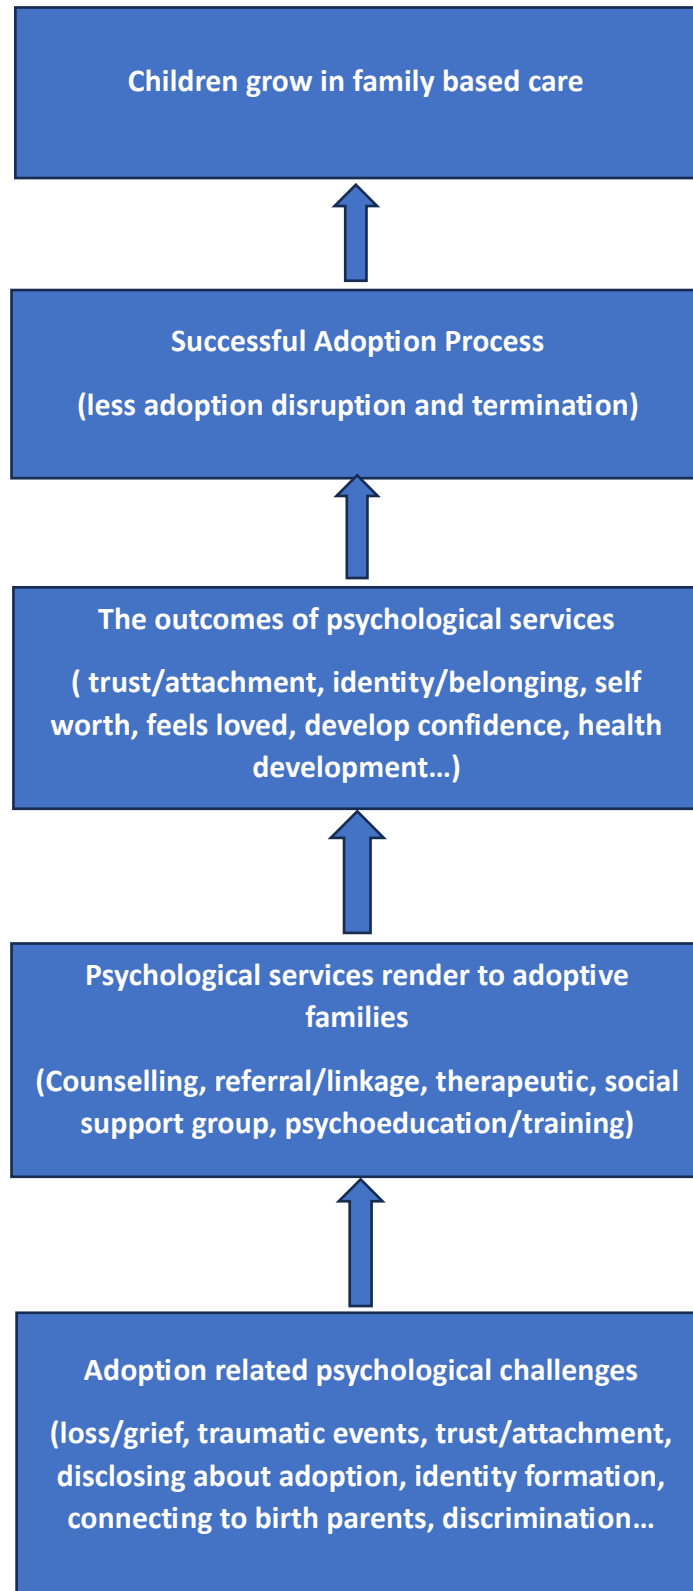 Children grow in family based care
Successful Adoption Process
(less adoption disruption and termination)
The outcomes of psychological services
( trust/attachment, identity/belonging, self
worth, feels loved, develop confidence, health
development…)
Psychological services render to adoptive
families
(Counselling, referral/linkage, therapeutic, social
support group, psychoeducation/training)
Adoption related psychological challenges
(loss/grief, traumatic events, trust/attachment,
disclosing about adoption, identity formation,
connecting to birth parents, discrimination…